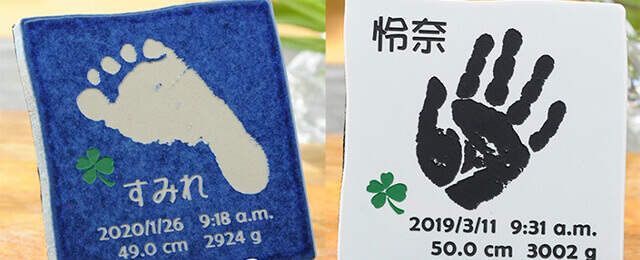 すみれ
2020/1/26 9:18 a.m.
49.0 cm 2924 g
怜奈
2019/3/11 9:31 a.m.
50.0 cm 3002 g